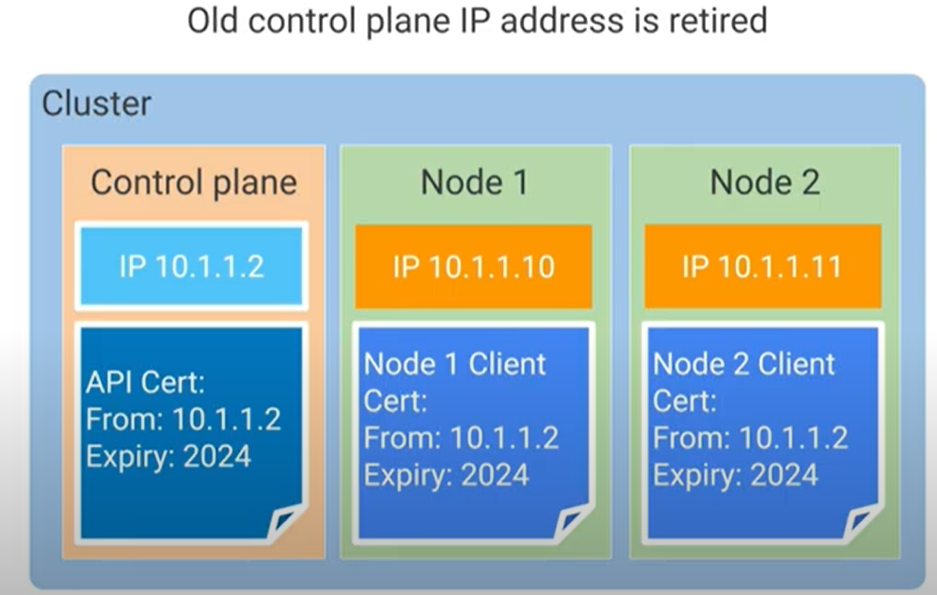 Old control plane IP address is retired
Cluster
Control plane
IP 10.1.1.2
API Cert:
From: 10.1.1.2
Expiry: 2024
Node 1
IP 10.1.1.10
Node 1 Client
Cert:
From: 10.1.1.2
Expiry: 2024
Node 2
IP 10.1.1.11
Node 2 Client
Cert:
From: 10.1.1.2
Expiry: 2024